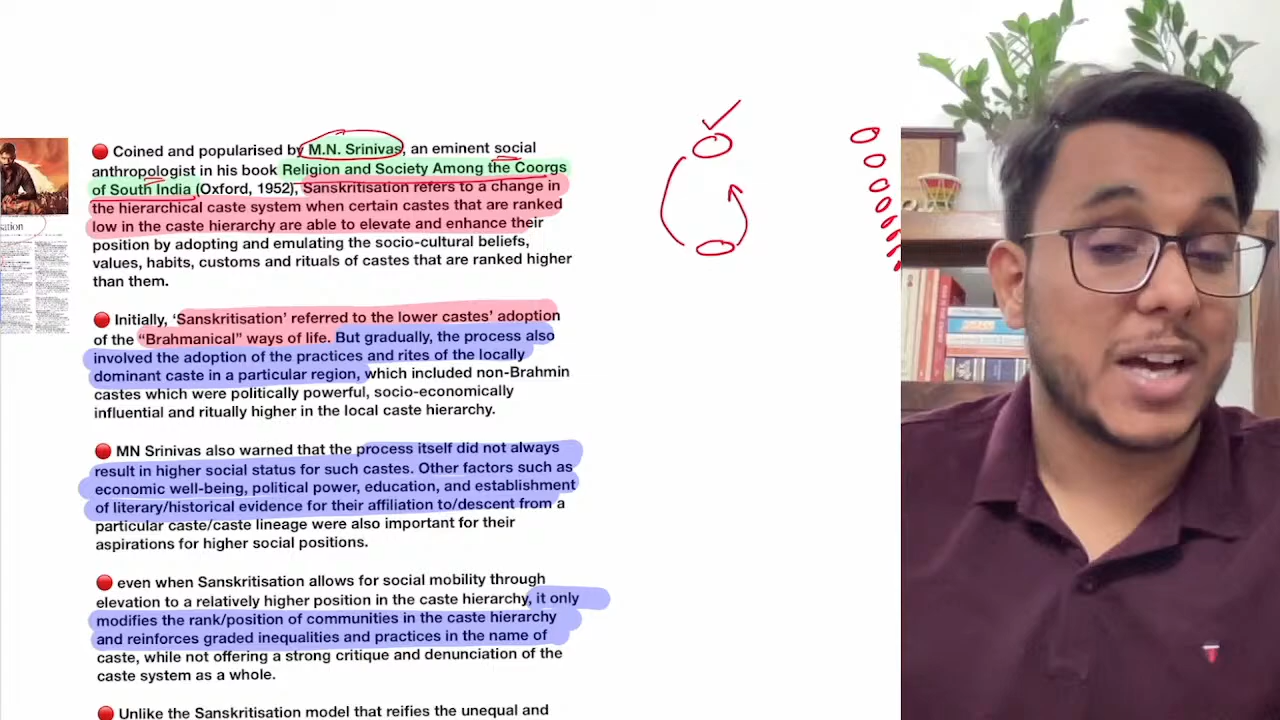 🔴 Coined and popularised by M.N. Srinivas, an eminent social
anthropologist in his book Religion and Society Among the Coorgs
of South India (Oxford, 1952), Sanskritisation refers to a change in
the hierarchical caste system when certain castes that are ranked
low in the caste hierarchy are able to elevate and enhance their
position by adopting and emulating the socio-cultural beliefs,
values, habits, customs and rituals of castes that are ranked higher
than them.
sation
🔴 Initially, ‘Sanskritisation’ referred to the lower castes’ adoption
of the “Brahmanical” ways of life. But gradually, the process also
involved the adoption of the practices and rites of the locally
dominant caste in a particular region, which included non-Brahmin
castes which were politically powerful, socio-economically
influential and ritually higher in the local caste hierarchy.
🔴 MN Srinivas also warned that the process itself did not always
result in higher social status for such castes. Other factors such as
economic well-being, political power, education, and establishment
of literary/historical evidence for their affiliation to/descent from a
particular caste/caste lineage were also important for their
aspirations for higher social positions.
🔴 even when Sanskritisation allows for social mobility through
elevation to a relatively higher position in the caste hierarchy, it only
modifies the rank/position of communities in the caste hierarchy
and reinforces graded inequalities and practices in the name of
caste, while not offering a strong critique and denunciation of the
caste system as a whole.
🔴 Unlike the Sanskritisation model that reifies the unequal and